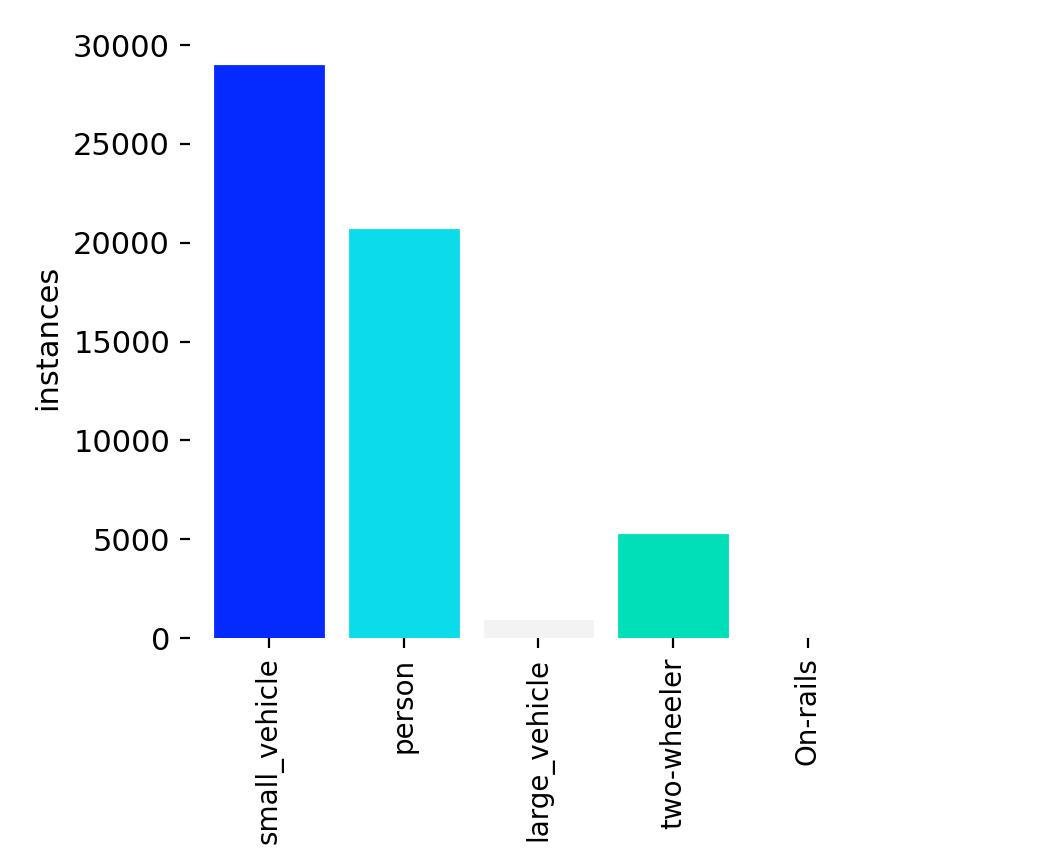 30000
25000
20000
15000
10000
5000
0
instances
small_vehicle
person
large_vehicle
two-wheeler
On-rails